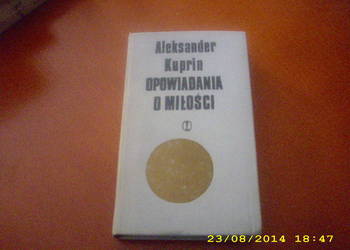 Aleksander
Kuprin
OPOWIADANIA
O MIŁOŚCI
23/08/2014 18:47